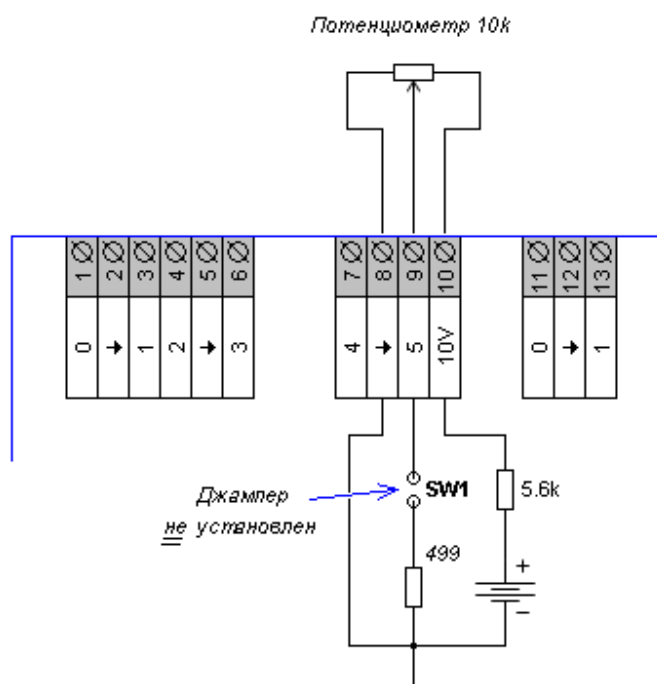 Потенциометр 10k
1 2 3 4 5 6
7 8 9 10
11 12 13
0 1 2 3
4 5 10V
0 1
Джампер
не установлен
SW1
5.6k
499
+
−